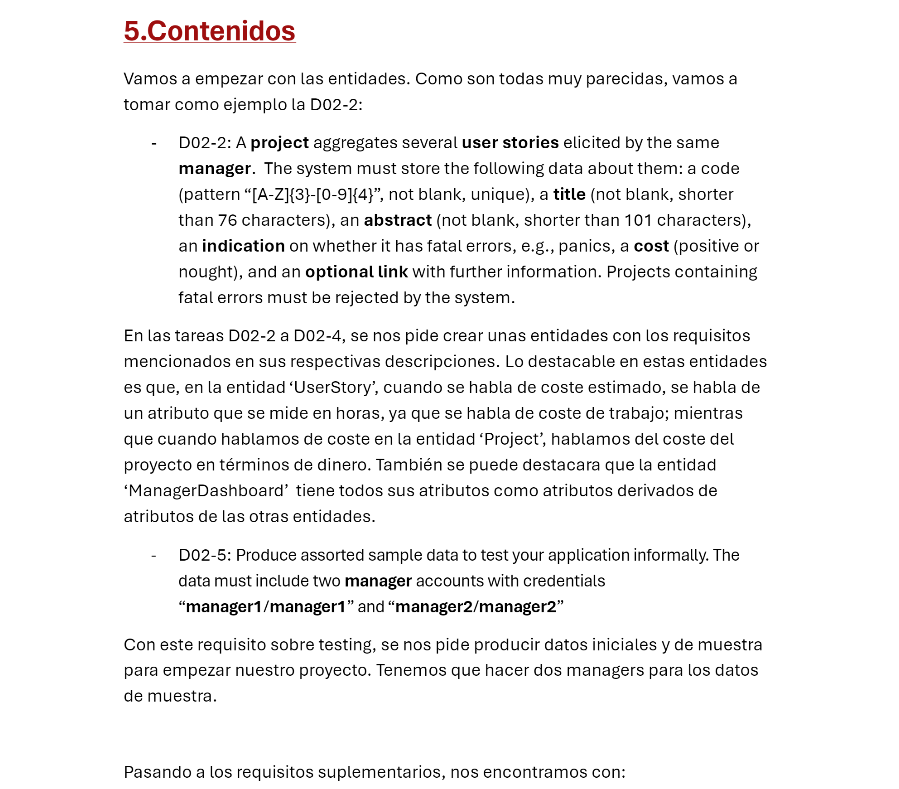 5.Contenidos
Vamos a empezar con las entidades. Como son todas muy parecidas, vamos a
tomar como ejemplo la D02-2:
- D02-2: A project aggregates several user stories elicited by the same
manager.  The system must store the following data about them: a code
(pattern “[A-Z]{3}-[0-9]{4}”, not blank, unique), a title (not blank, shorter
than 76 characters), an abstract (not blank, shorter than 101 characters),
an indication on whether it has fatal errors, e.g., panics, a cost (positive or
nought), and an optional link with further information. Projects containing
fatal errors must be rejected by the system.
En las tareas D02-2 a D02-4, se nos pide crear unas entidades con los requisitos
mencionados en sus respectivas descripciones. Lo destacable en estas entidades
es que, en la entidad ‘UserStory’, cuando se habla de coste estimado, se habla de
un atributo que se mide en horas, ya que se habla de coste de trabajo; mientras
que cuando hablamos de coste en la entidad ‘Project’, hablamos del coste del
proyecto en términos de dinero. También se puede destacara que la entidad
‘ManagerDashboard’  tiene todos sus atributos como atributos derivados de
atributos de las otras entidades.
- D02-5: Produce assorted sample data to test your application informally. The
data must include two manager accounts with credentials
“manager1/manager1” and “manager2/manager2”
Con este requisito sobre testing, se nos pide producir datos iniciales y de muestra
para empezar nuestro proyecto. Tenemos que hacer dos managers para los datos
de muestra.
Pasando a los requisitos suplementarios, nos encontramos con: